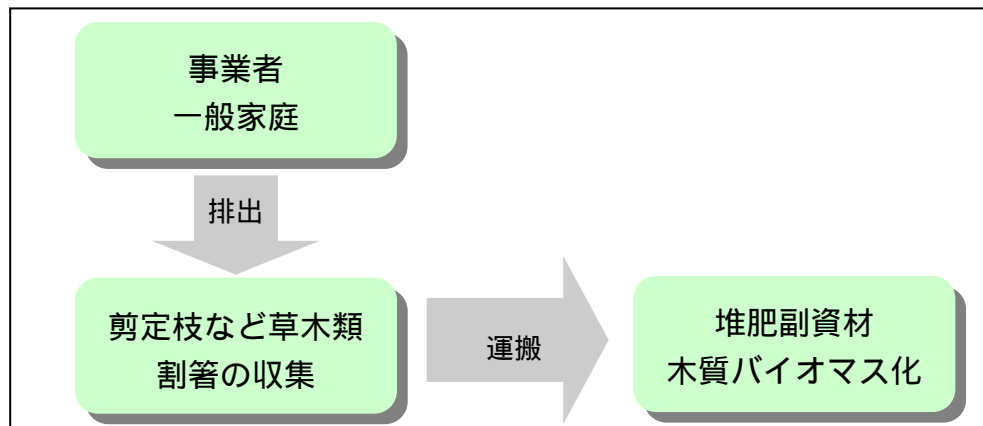 事業者
一般家庭
排出
剪定枝など草木類
割箸の収集
運搬
堆肥副資材
木質バイオマス化